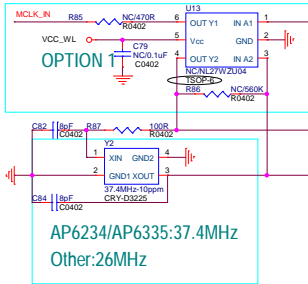 U13
MCLK_IN R85 NC/470R 6 OUT Y1 IN A1 1
R0402
VCC_WL 5 Vcc GND 2
C79
OPTION 1 NC/0.1uF 4 OUT Y2 IN A2 3
C0402
NC/NL27WZU04
TSOP-6
R86 NC/560K
R0402
C82 8pF R87 100R
C0402 R0402
Y2
1 XIN GND2 4
2 GND1 XOUT 3
C84 8pF 37.4MHz-10ppm
C0402 CRY-D3225
AP6234/AP6335:37.4MHz
Other:26MHz